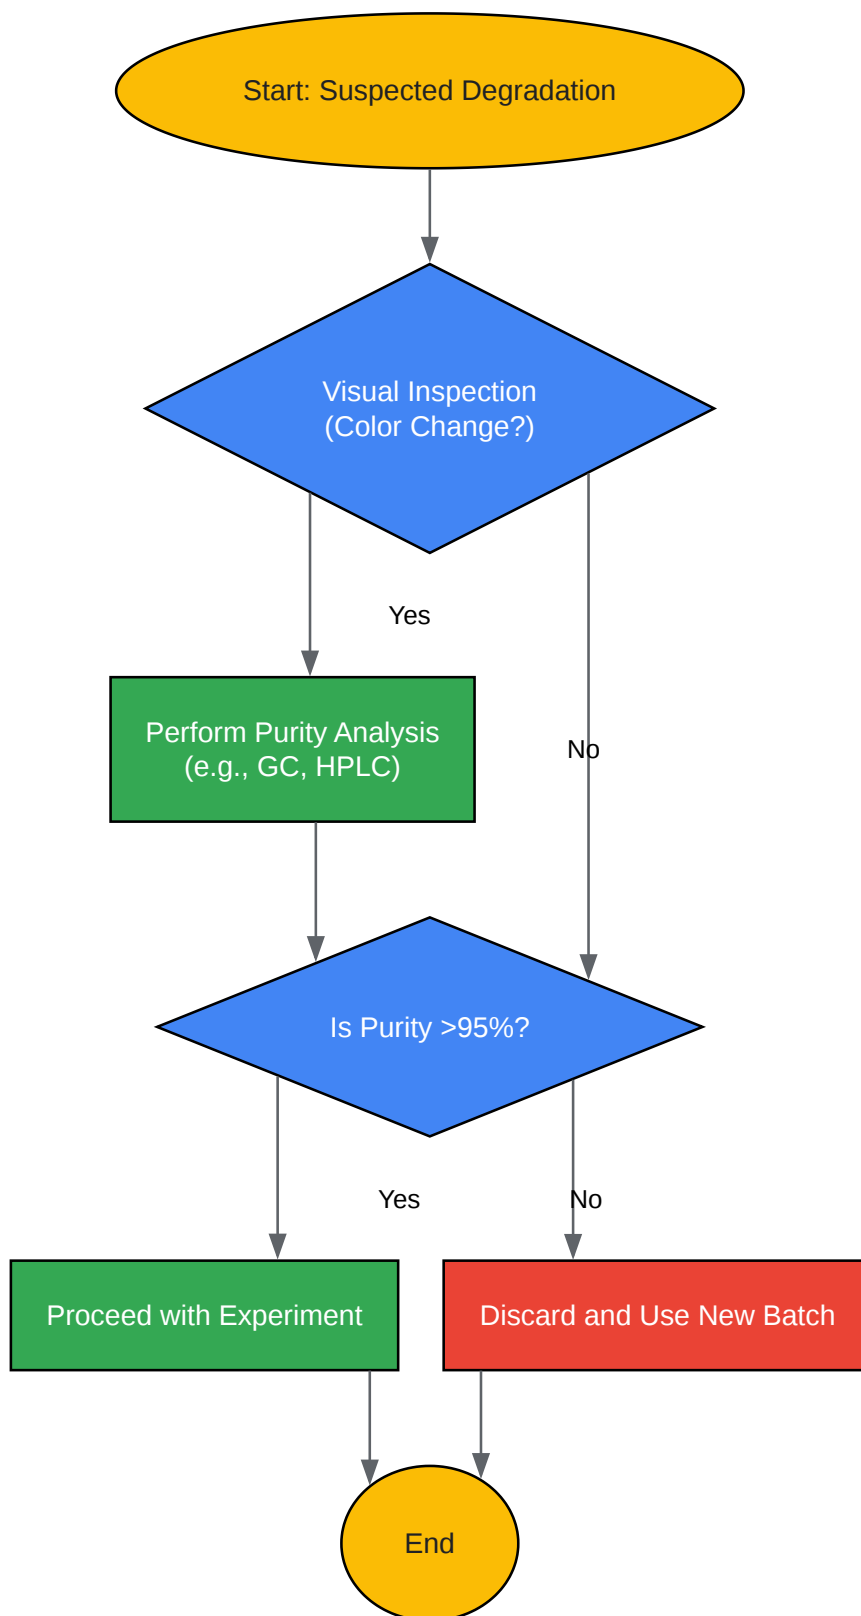 Start: Suspected Degradation
Visual Inspection
(Color Change?)
Yes
Perform Purity Analysis
(e.g., GC, HPLC)
No
Is Purity >95%?
Yes
No
Proceed with Experiment
Discard and Use New Batch
End